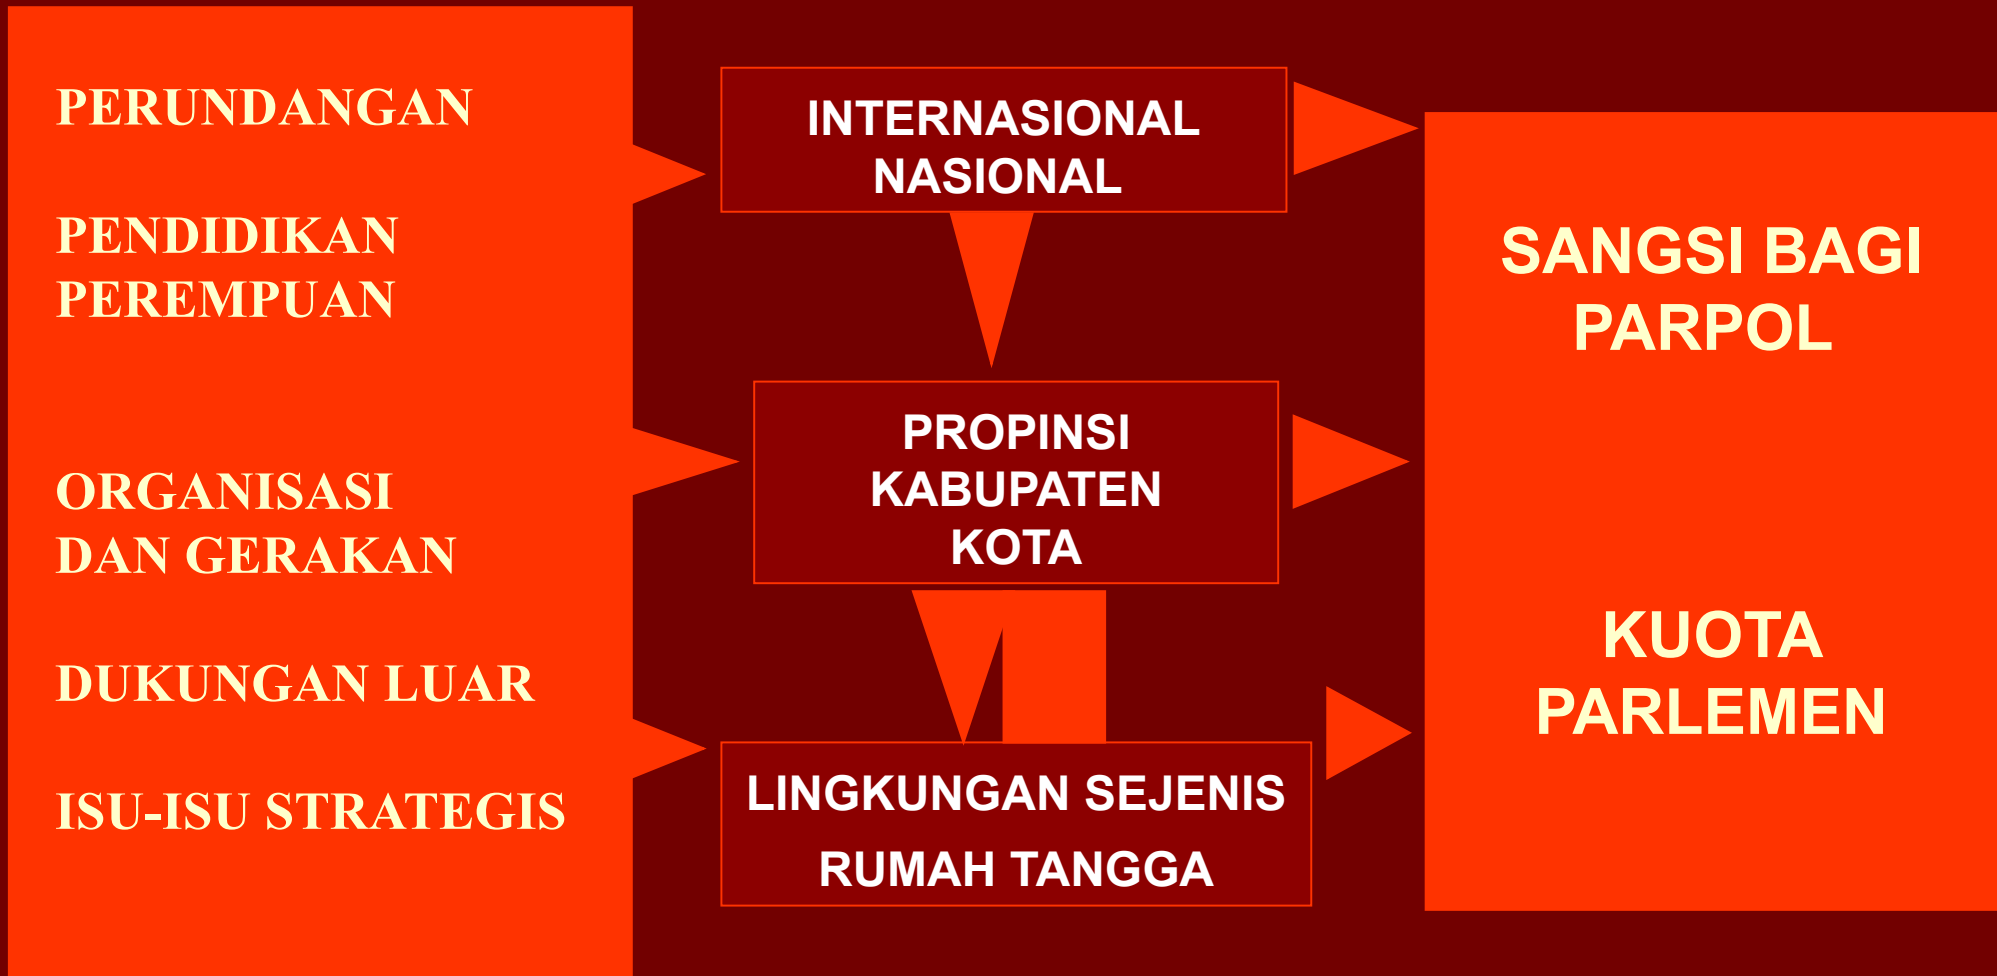 PERUNDANGAN
PENDIDIKAN
PEREMPUAN
ORGANISASI
DAN GERAKAN
DUKUNGAN LUAR
ISU-ISU STRATEGIS
INTERNASIONAL
NASIONAL
PROPINSI
KABUPATEN
KOTA
LINGKUNGAN SEJENIS
RUMAH TANGGA
SANGSI BAGI
PARPOL
KUOTA
PARLEMEN